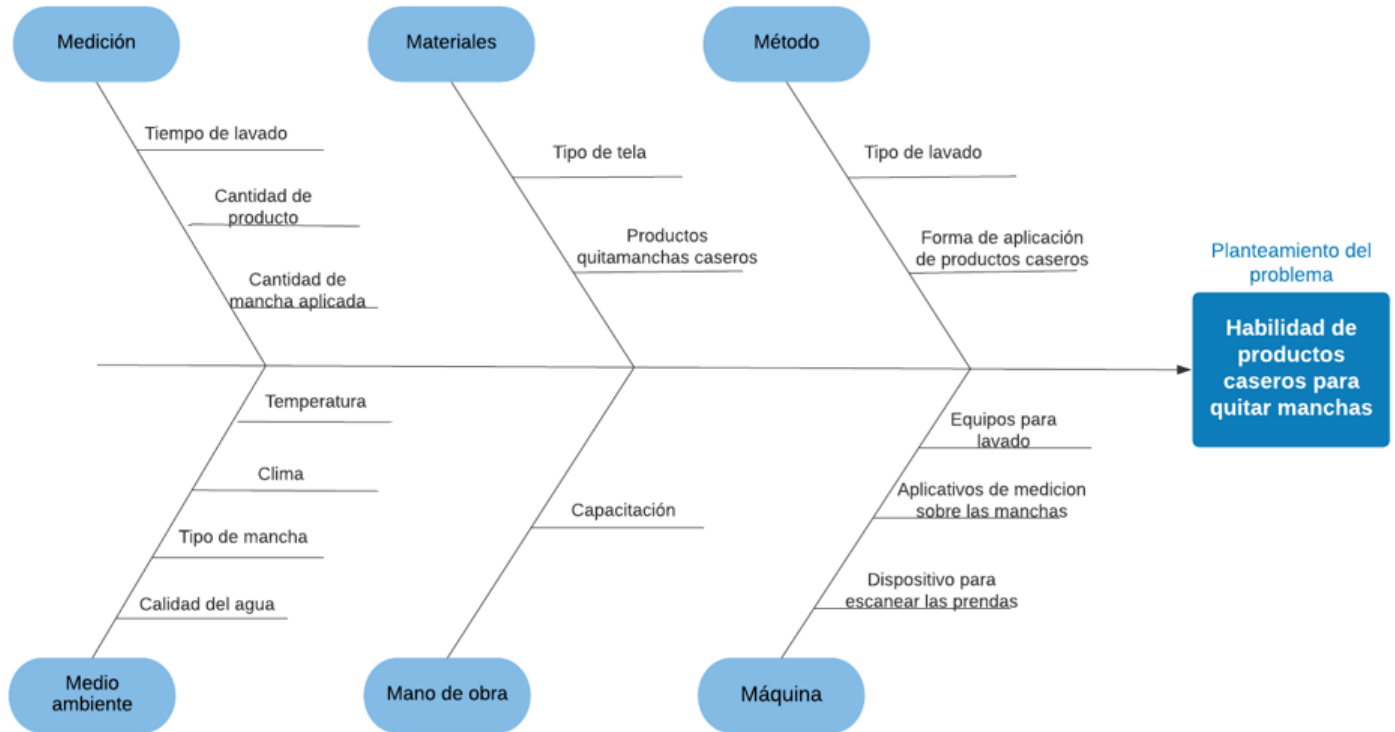 Medición
Materiales
Método
Tiempo de lavado
Cantidad de
producto
Cantidad de
mancha aplicada
Tipo de tela
Productos
quitamanchas caseros
Tipo de lavado
Forma de aplicación
de productos caseros
Planteamiento del
problema
Habilidad de
productos
caseros para
quitar manchas
Temperatura
Clima
Tipo de mancha
Calidad del agua
Capacitación
Equipos para
lavado
Aplicativos de medicion
sobre las manchas
Dispositivo para
escanear las prendas
Medio
ambiente
Mano de obra
Máquina